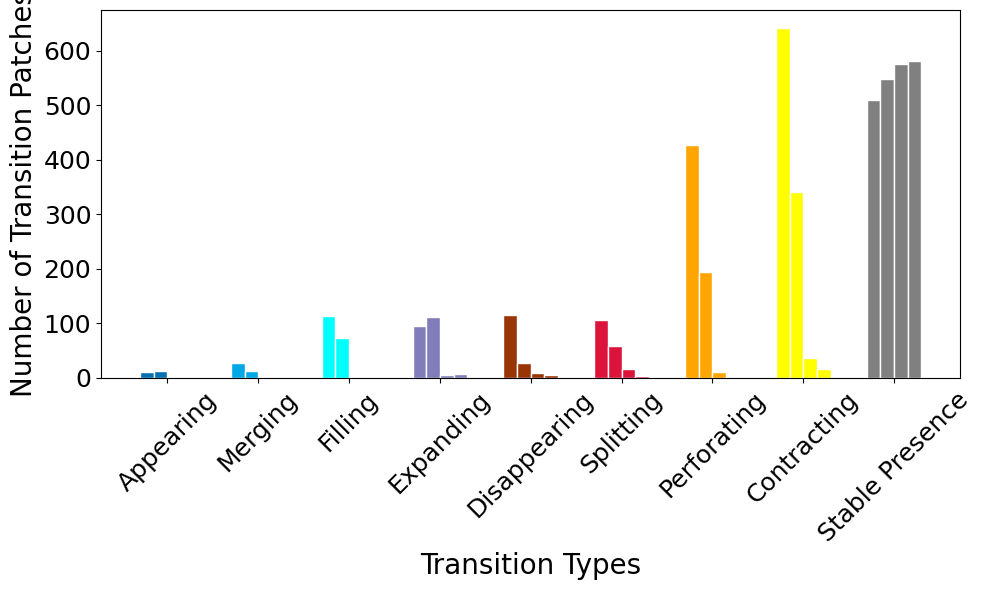 Number of Transition Patches
600
500
400
300
200
100
0
Appearing
Merging
Filling
Expanding
Disappearing
Splitting
Perforating
Contracting
Stable Presence
Transition Types